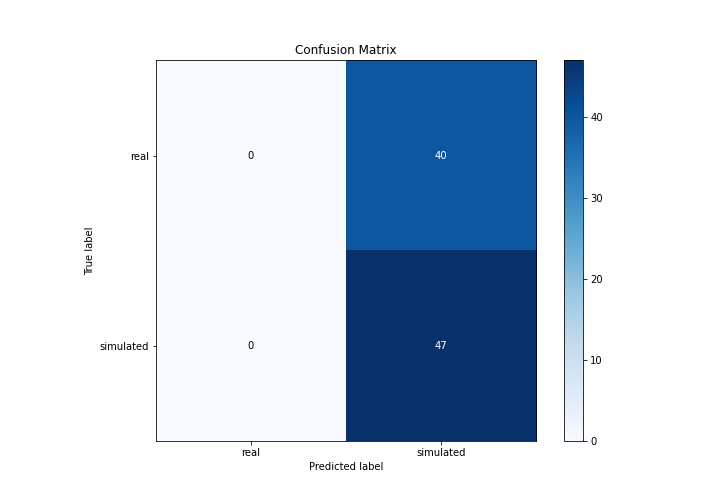 Confusion Matrix
True label
real
0
40
simulated
0
47
real
simulated
Predicted label
40
30
20
10
0